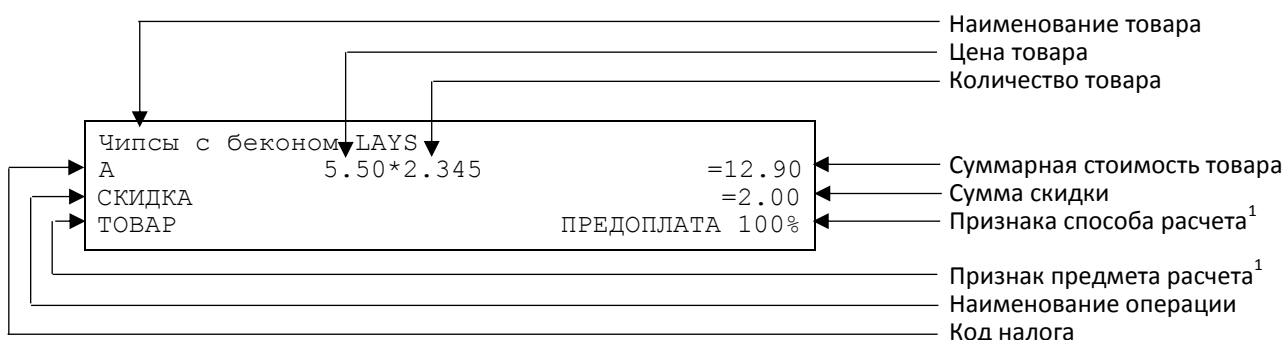 Наименование товара
Цена товара
Количество товара
Чипсы с беконом LAYS
А 5.50*2.345 =12.90
СКИДКА =2.00
ТОВАР ПРЕДОПЛАТА 100%
Суммарная стоимость товара
Сумма скидки
Признака способа расчета¹
Признак предмета расчета¹
Наименование операции
Код налога